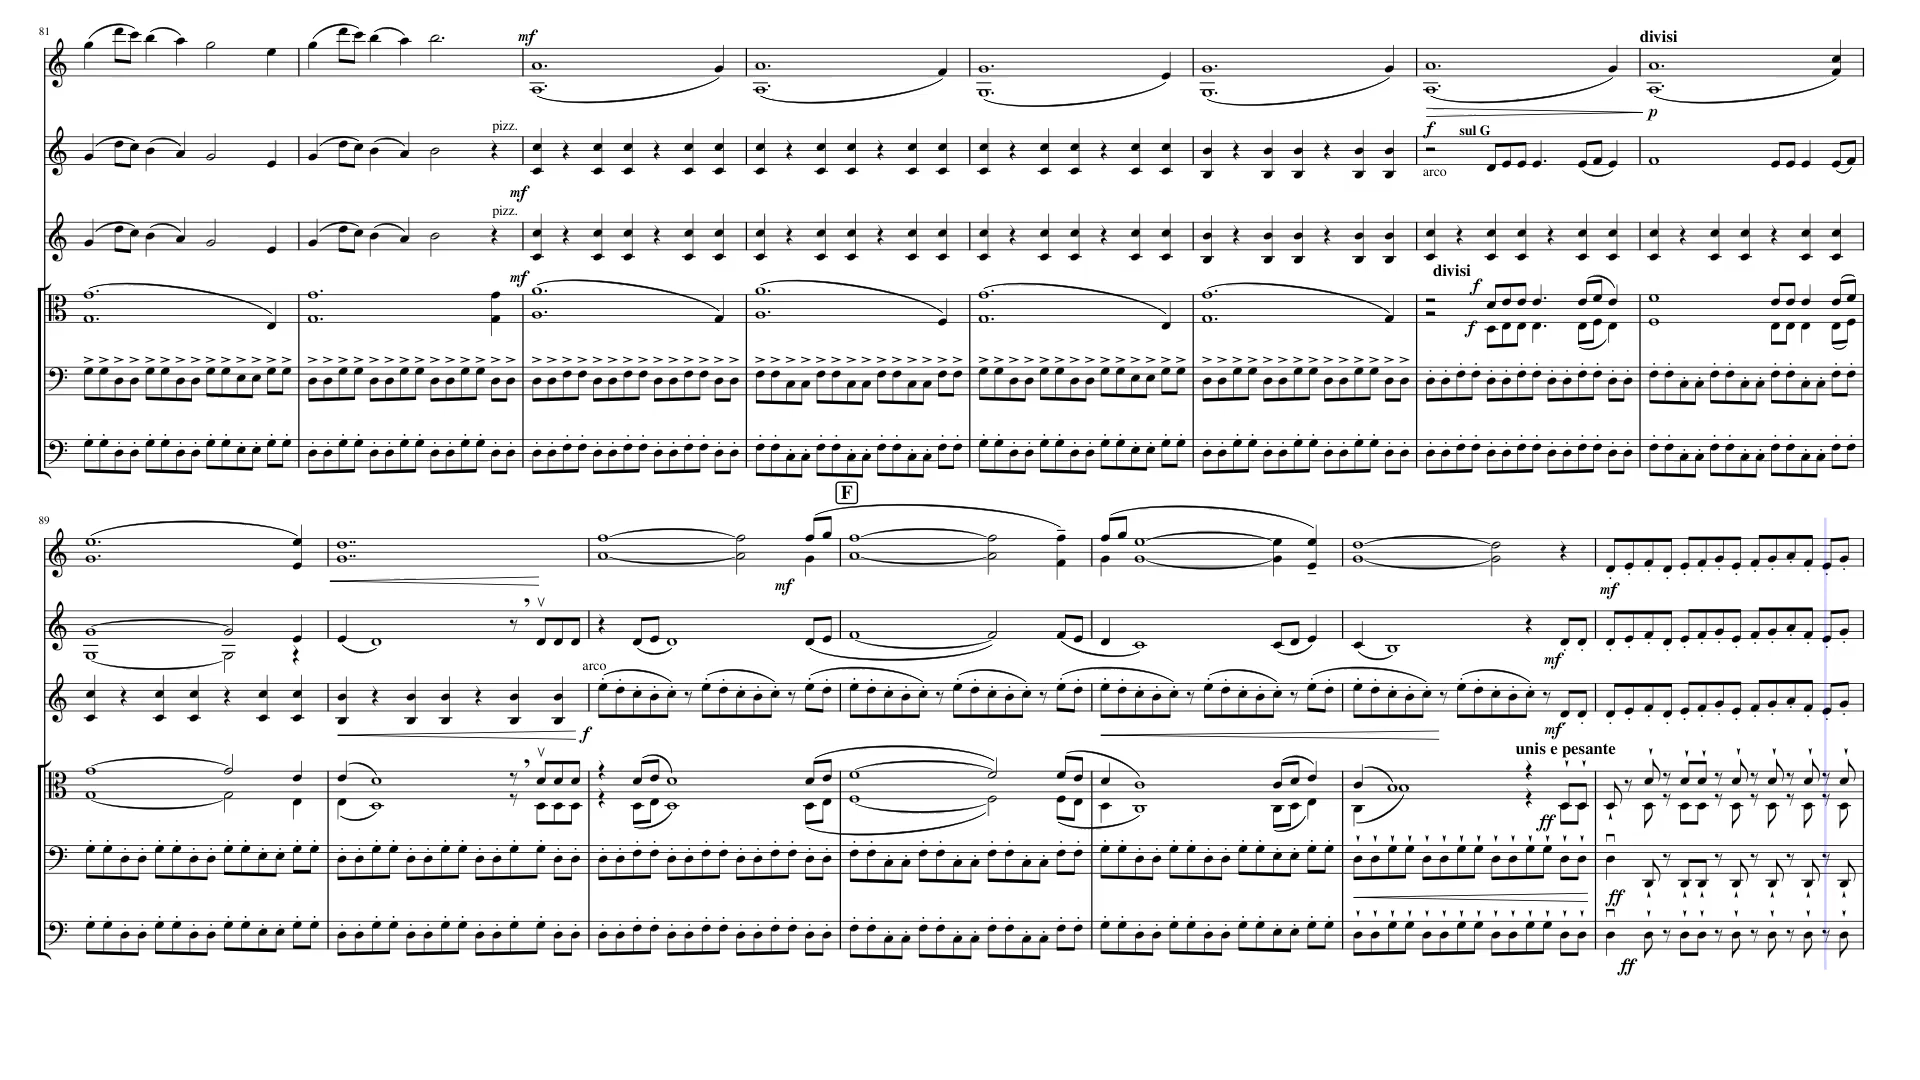 81
mf
divisi
p
pizz.
f
sul G
arco
mf
pizz.
divisi
mf
f
f
F
89
mf
mf
arco
mf
f
mf
unis e pesante
ff
ff
ff